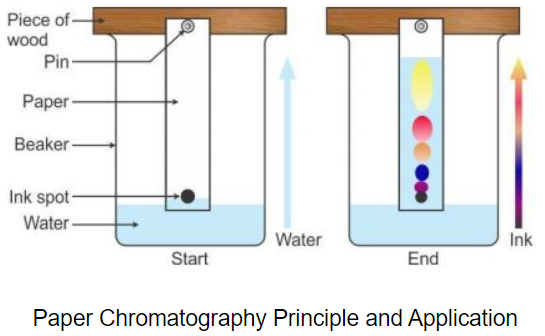 Piece of
wood
Pin
Paper
Beaker
Ink spot
Water
Start
Water
End
Ink
Paper Chromatography Principle and Application